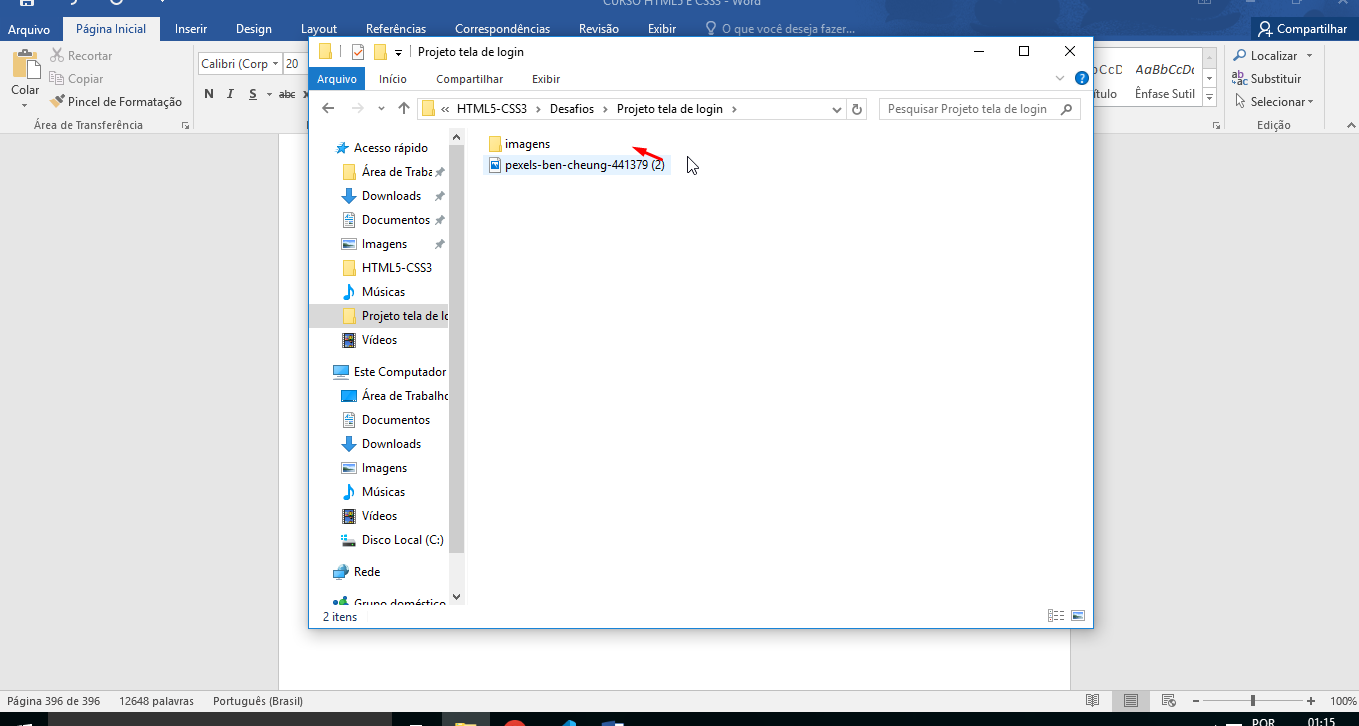 CURSO HTML5 E CSS3 - Word
Arquivo
Página Inicial
Inserir
Design
Layout
Referências
Correspondências
Revisão
Exibir
O que você deseja fazer...
Compartilhar
Colar
Recortar
Copiar
Pincel de Formatação
Área de Transferência
Calibri (Corp
20
N I S abc
AaBbCcDc
Ênfase Sutil
Localizar
Substituir
Selecionar
Edição
Projeto tela de login
Arquivo
Início
Compartilhar
Exibir
« HTML5-CSS3 > Desafios > Projeto tela de login >
Pesquisar Projeto tela de login
Acesso rápido
Área de Traba
Downloads
Documentos
Imagens
HTML5-CSS3
Músicas
Projeto tela de lo
Vídeos
Este Computador
Área de Trabalho
Documentos
Downloads
Imagens
Músicas
Vídeos
Disco Local (C:)
Rede
Grupo doméstico
imagens
pexels-ben-cheung-441379 (2)
2 itens
Página 396 de 396
12648 palavras
Português (Brasil)
100%
POR
01:15